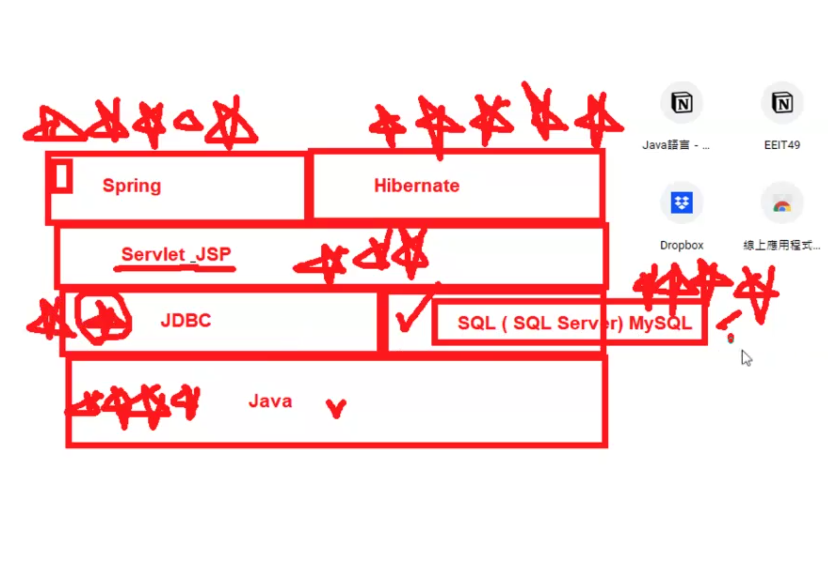 Java語言 - ...
EEIT49
Spring
Hibernate
Dropbox
線上應用程式...
Servlet _JSP
JDBC
SQL ( SQL Server) MySQL
Java